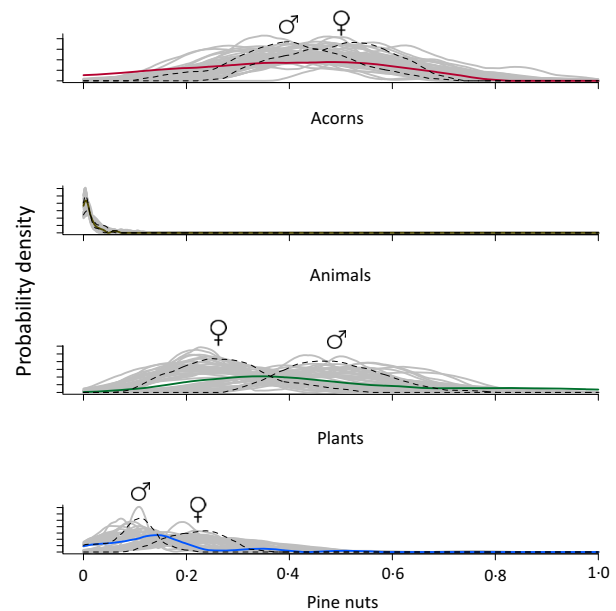 ♂ ♀
Acorns
Animals
Probability density
♀ ♂
Plants
♂ ♀
0 0·2 0·4 0·6 0·8 1·0
Pine nuts